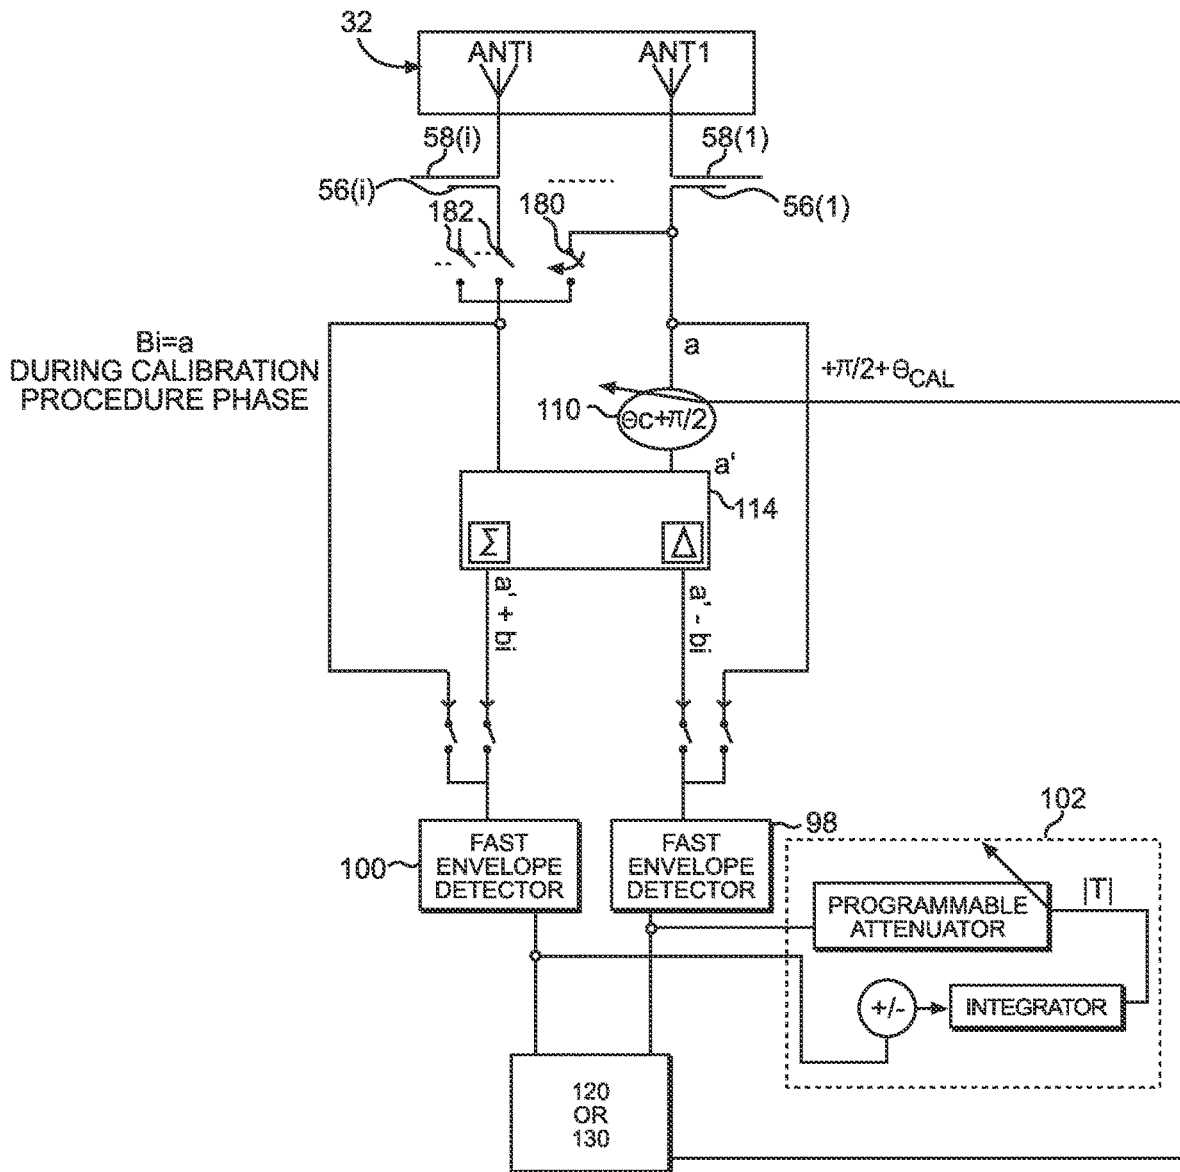 32
ANTI ANT1
58(i) 58(1)
56(i) 56(1)
182 180
Bi=a
DURING CALIBRATION
PROCEDURE PHASE
a
+π/2+ΘCAL
110
Θc+π/2
a'
114
Σ Δ
a' + bi
a' - bi
102
98
100
FAST
ENVELOPE
DETECTOR
FAST
ENVELOPE
DETECTOR
PROGRAMMABLE
ATTENUATOR
|T|
+/-
INTEGRATOR
120
OR
130